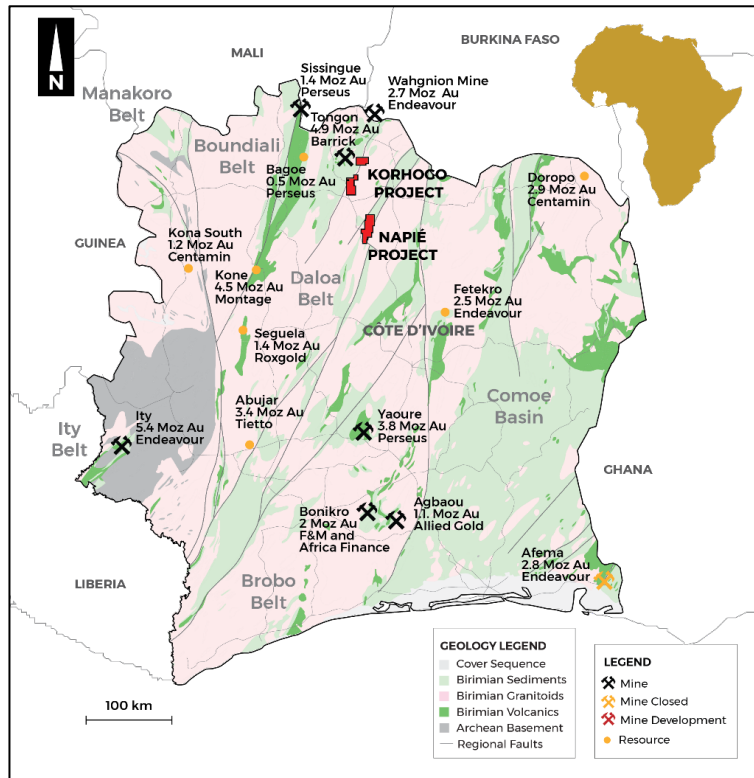 N
MALI
BURKINA FASO
Sissingue
1.4 Moz Au
Perseus
Wahgnion Mine
2.7 Moz Au
Endeavour
Manakoro
Belt
Tongon
4.9 Moz Au
Barrick
Boundiali
Belt
Bagoe
0.5 Moz Au
Perseus
KORHOGO
PROJECT
Doropo
2.9 Moz Au
Centamin
NAPIÉ
PROJECT
GUINEA
Kona South
1.2 Moz Au
Centamin
Kone
4.5 Moz Au
Montage
Daloa
Belt
Fetekro
2.5 Moz Au
Endeavour
CÔTE D'IVOIRE
Seguela
1.4 Moz Au
Roxgold
Comoe
Basin
Abujar
3.4 Moz Au
Tietto
Ity
Belt
Ity
5.4 Moz Au
Endeavour
Yaoure
3.8 Moz Au
Perseus
GHANA
Bonikro
2 Moz Au
F&M and
Africa Finance
Agbaou
1.1. Moz Au
Allied Gold
Afema
2.8 Moz Au
Endeavour
LIBERIA
Brobo
Belt
100 km
GEOLOGY LEGEND
Cover Sequence
Birimian Sediments
Birimian Granitoids
Birimian Volcanics
Archean Basement
Regional Faults
LEGEND
Mine
Mine Closed
Mine Development
Resource